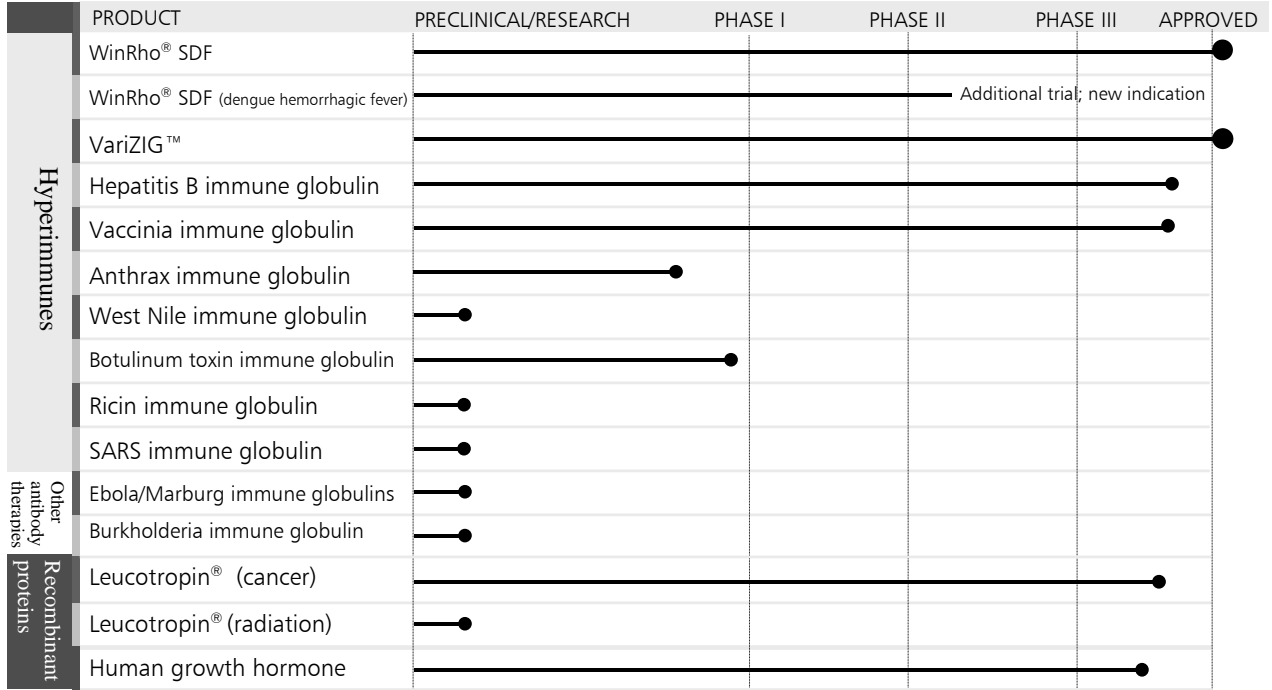 PRODUCT PRECLINICAL/RESEARCH PHASE I PHASE II PHASE III APPROVED
Hyperimmunes
WinRho® SDF
WinRho® SDF (dengue hemorrhagic fever) Additional trial; new indication
VariZIG™
Hepatitis B immune globulin
Vaccinia immune globulin
Anthrax immune globulin
West Nile immune globulin
Botulinum toxin immune globulin
Ricin immune globulin
SARS immune globulin
Other
antibody
therapies
Ebola/Marburg immune globulins
Burkholderia immune globulin
Recombinant
proteins
Leucotropin® (cancer)
Leucotropin® (radiation)
Human growth hormone